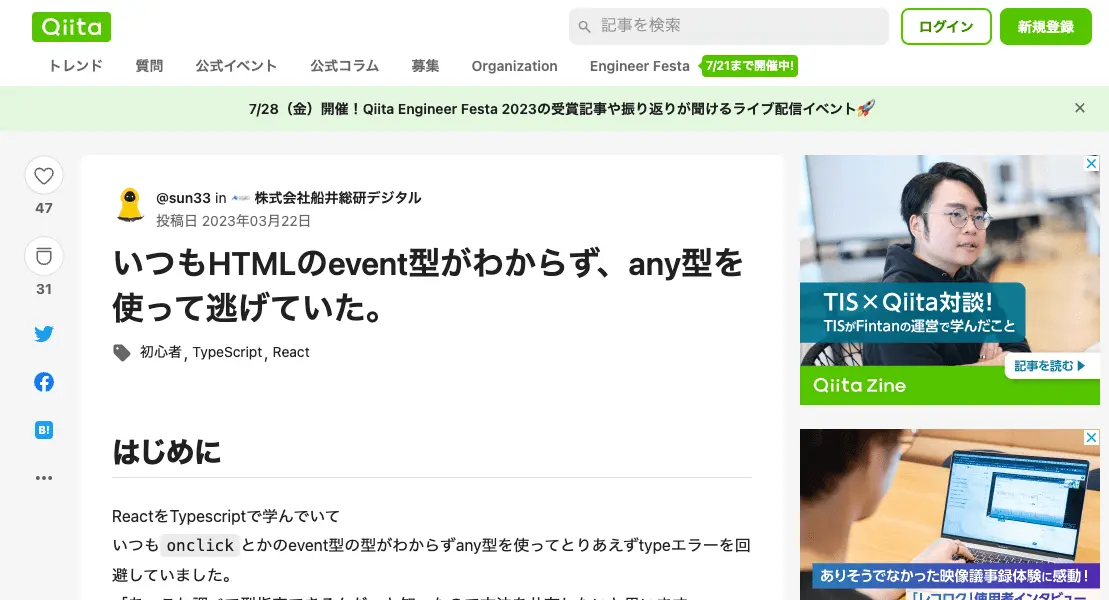 Qiita
記事を検索
ログイン
新規登録
トレンド
質問
公式イベント
公式コラム
募集
Organization
Engineer Festa
7/21まで開催中!
7/28（金）開催！Qiita Engineer Festa 2023の受賞記事や振り返りが聞けるライブ配信イベント🚀
47
31
B!
@sun33 in 株式会社船井総研デジタル
投稿日 2023年03月22日
いつもHTMLのevent型がわからず、any型を
使って逃げていた。
初心者, TypeScript, React
はじめに
ReactをTypescriptで学んでいて
いつも onclick とかのevent型の型がわからずany型を使ってとりあえずtypeエラーを回
避していました。
TIS×Qiita対談!
TISがFintanの運営で学んだこと
記事を読む
Qiita Zine
ありそうでなかった映像議事録体験に感動!
「レコロク」使用者インタビュー